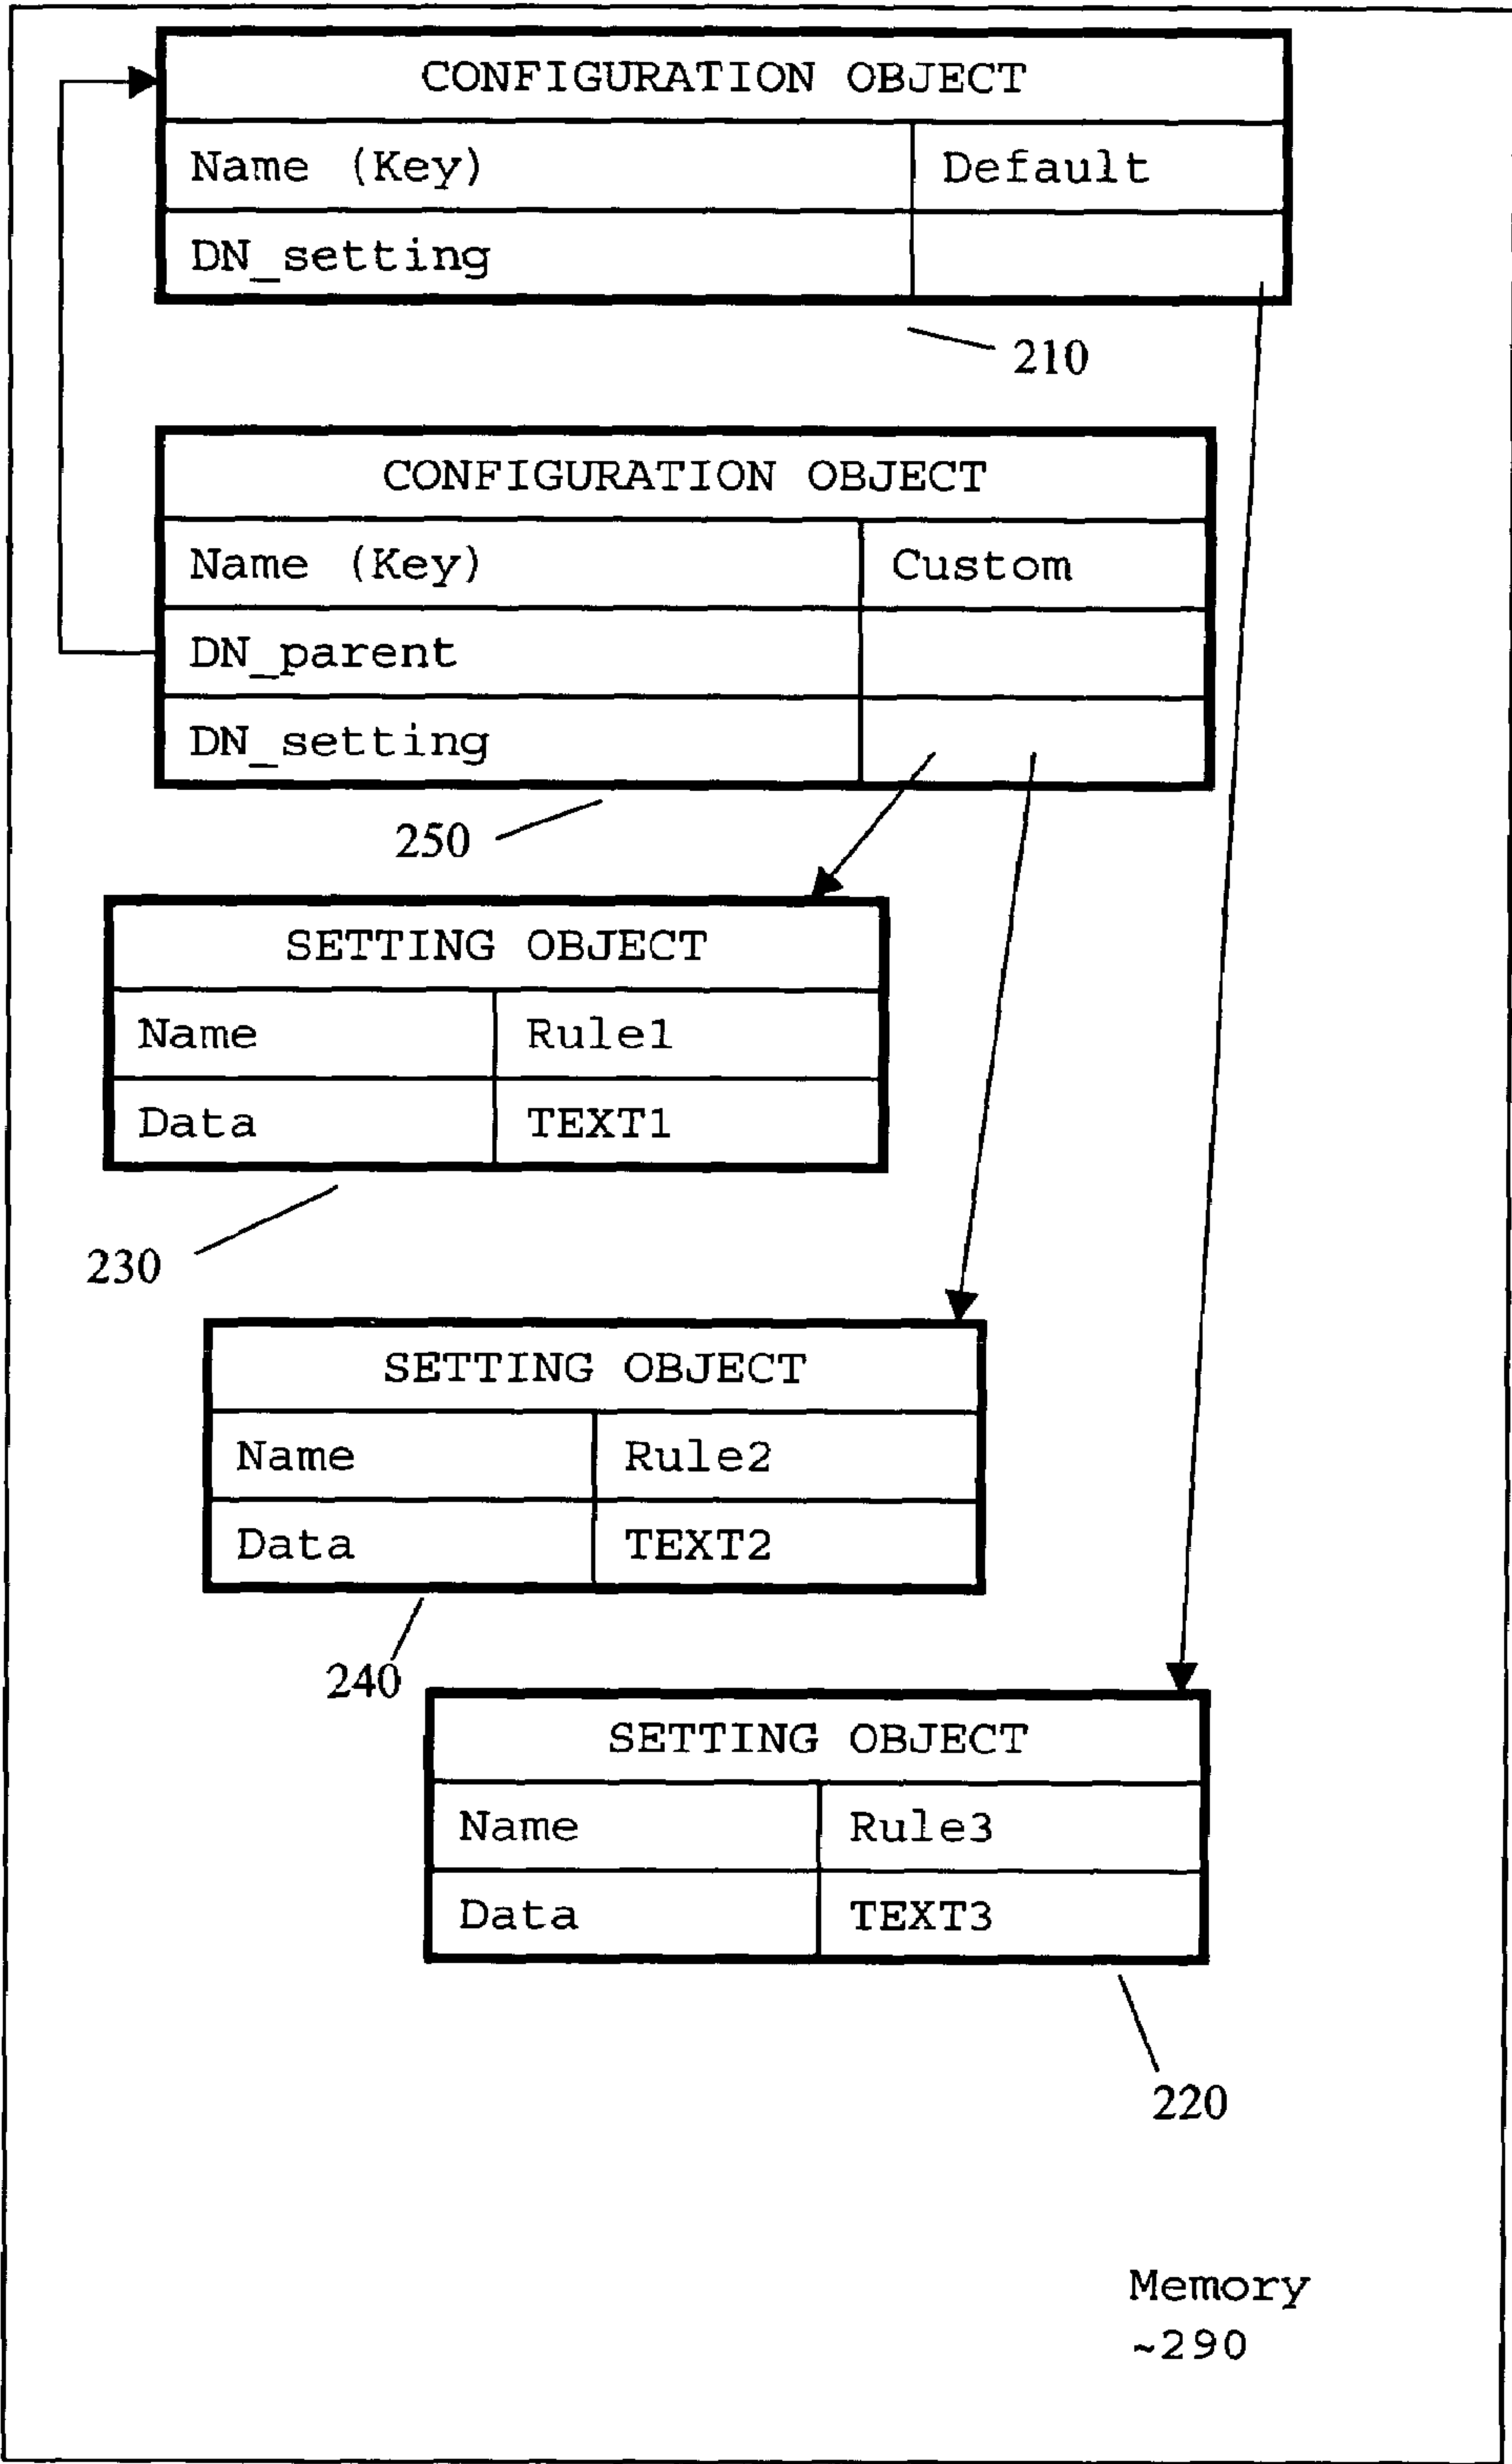 CONFIGURATION OBJECT
Name (Key) Default
DN_setting
210
CONFIGURATION OBJECT
Name (Key) Custom
DN_parent
DN_setting
250
SETTING OBJECT
Name Rule1
Data TEXT1
230
SETTING OBJECT
Name Rule2
Data TEXT2
240
SETTING OBJECT
Name Rule3
Data TEXT3
220
Memory
~290